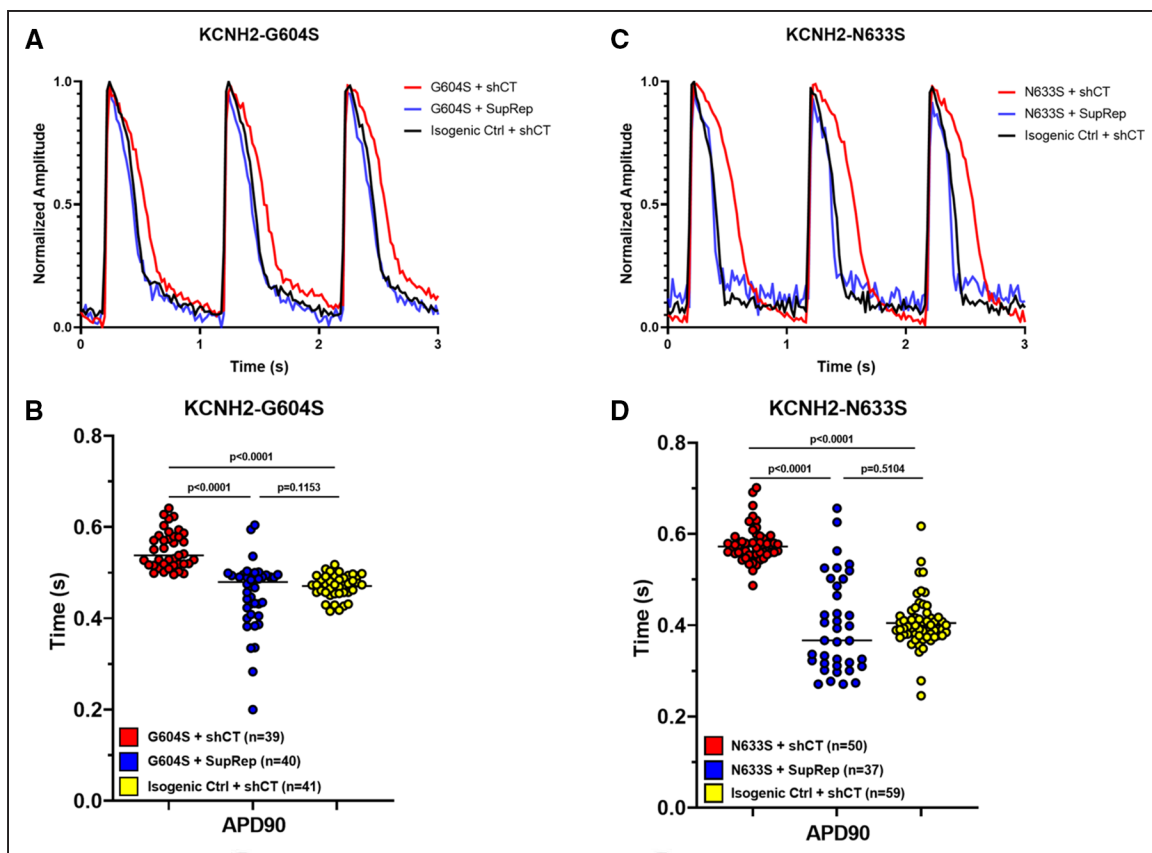 A
KCNH2-G604S
Normalized Amplitude
1.0
0.5
0.0
0
1
2
3
Time (s)
G604S + shCT
G604S + SupRep
Isogenic Ctrl + shCT
C
KCNH2-N633S
Normalized Amplitude
1.0
0.5
0.0
0
1
2
3
Time (s)
N633S + shCT
N633S + SupRep
Isogenic Ctrl + shCT
B
KCNH2-G604S
Time (s)
0.8
0.6
0.4
0.2
0.0
p<0.0001
p<0.0001
p=0.1153
G604S + shCT (n=39)
G604S + SupRep (n=40)
Isogenic Ctrl + shCT (n=41)
APD90
D
KCNH2-N633S
Time (s)
0.8
0.6
0.4
0.2
0.0
p<0.0001
p<0.0001
p=0.5104
N633S + shCT (n=50)
N633S + SupRep (n=37)
Isogenic Ctrl + shCT (n=59)
APD90